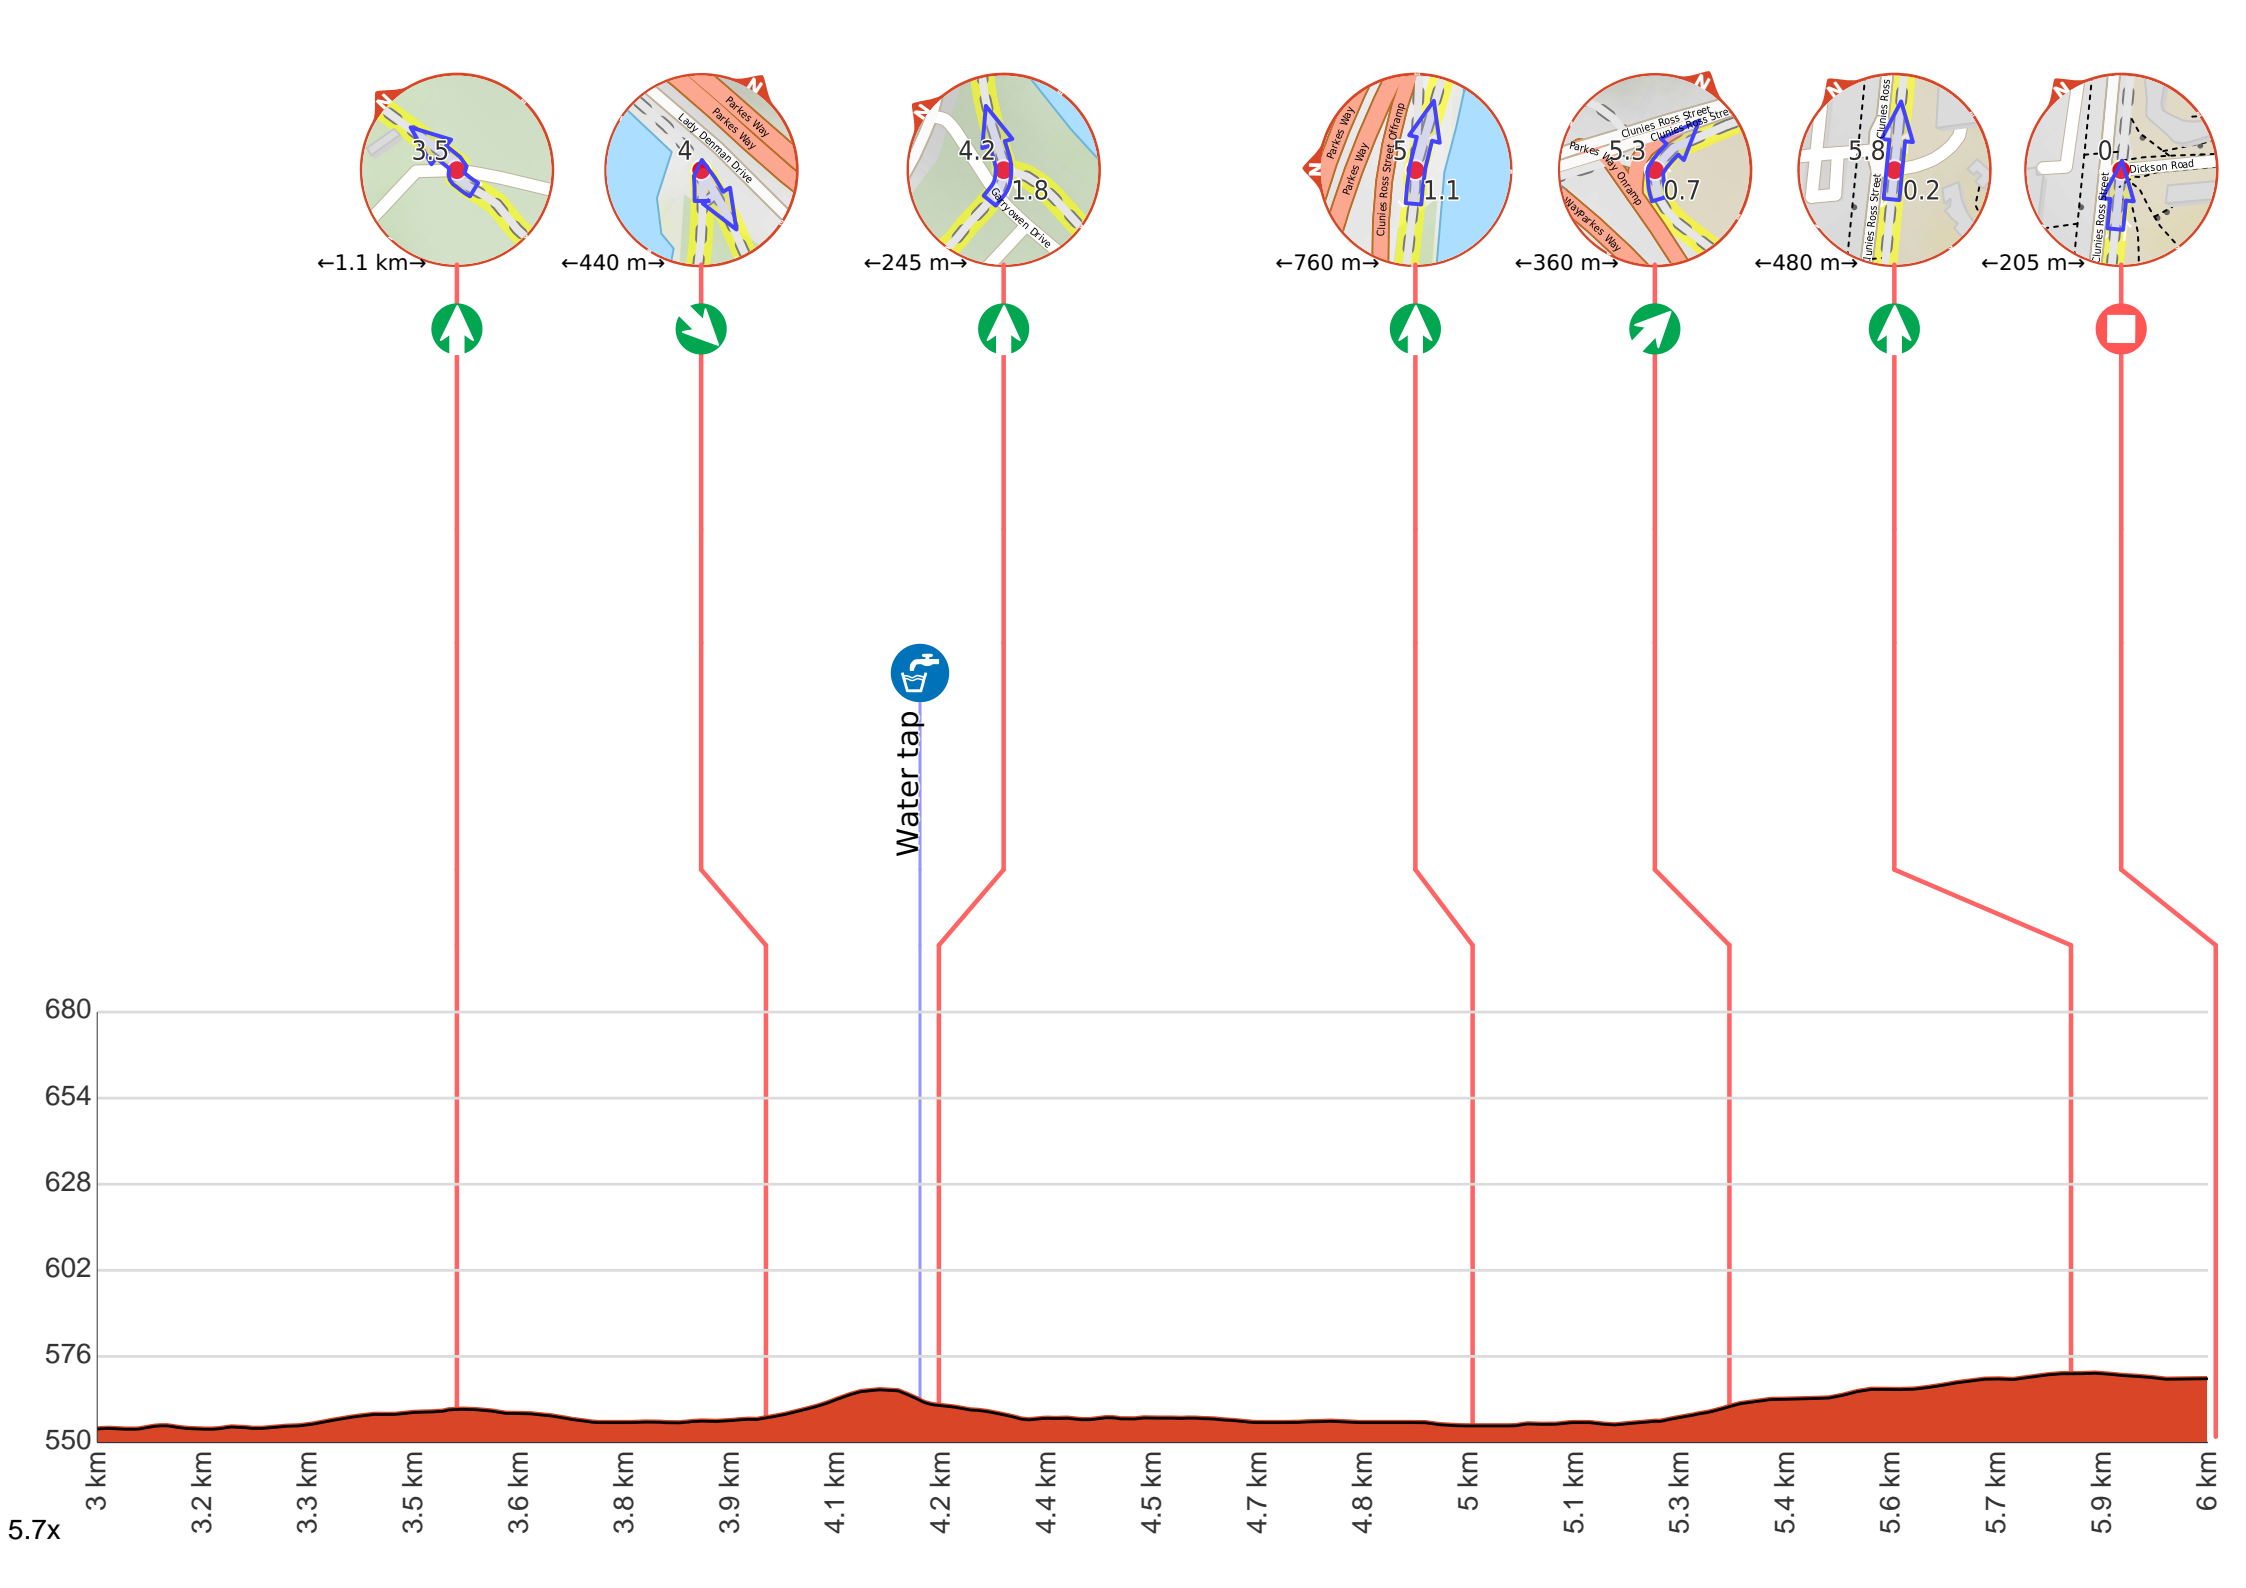 N
3.5
←1.1 km→
N
Parkes Way
Parkes Way
Lady Denman Drive
4
←440 m→
N
4.2
1.8
Garryowen Drive
←245 m→
N
Parkes Way
Parkes Way
Clunies Ross Street Offramp
5
1.1
←760 m→
N
Clunies Ross Street
Clunies Ross Stre
Parkes Way Onramp
5.3
0.7
Way
Parkes Way
←360 m→
N
Clunies Ross
5.8
0.2
lunies Ross Street
←480 m→
N
0
Dickson Road
Clunies Ross Street
←205 m→
Water tap
680
654
628
602
576
550
3 km
3.2 km
3.3 km
3.5 km
3.6 km
3.8 km
3.9 km
4.1 km
4.2 km
4.4 km
4.5 km
4.7 km
4.8 km
5 km
5.1 km
5.3 km
5.4 km
5.6 km
5.7 km
5.9 km
6 km
5.7x